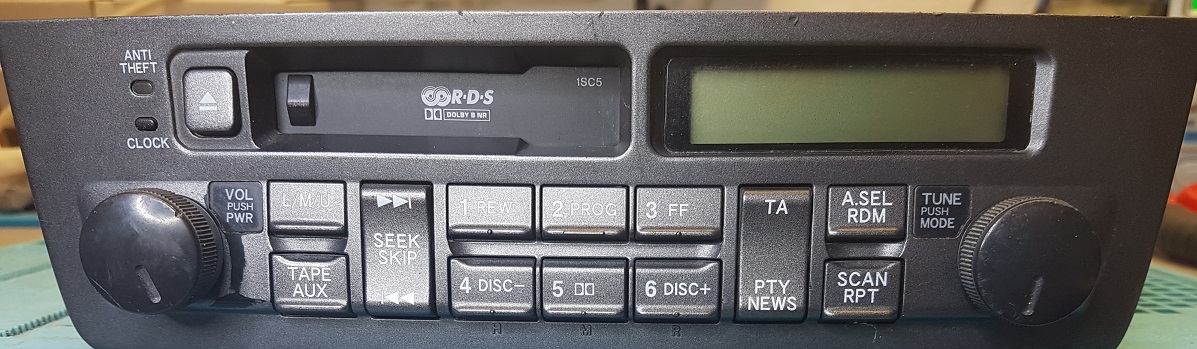 ANTI
THEFT
CLOCK
R·D·S
DOLBY B NR
1SC5
VOL
PUSH
PWR
L/M/U
TAPE
AUX
SEEK
SKIP
1 REW
2 PROG
3 FF
4 DISC−
5
6 DISC+
H
M
R
TA
PTY
NEWS
A.SEL
RDM
SCAN
RPT
TUNE
PUSH
MODE